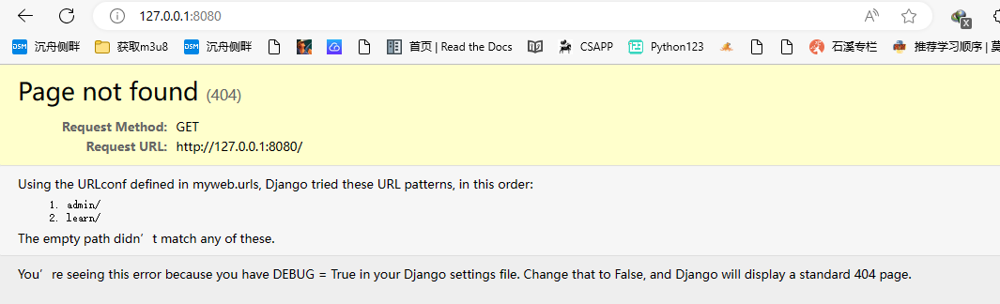 127.0.0.1:8080
沉舟侧畔 获取m3u8 沉舟侧畔 首页 | Read the Docs CSAPP Python123 石溪专栏 推荐学习顺序 | 莫
Page not found (404)
Request Method: GET
Request URL: http://127.0.0.1:8080/
Using the URLconf defined in myweb.urls, Django tried these URL patterns, in this order:
1. admin/
2. learn/
The empty path didn’t match any of these.
You’re seeing this error because you have DEBUG = True in your Django settings file. Change that to False, and Django will display a standard 404 page.